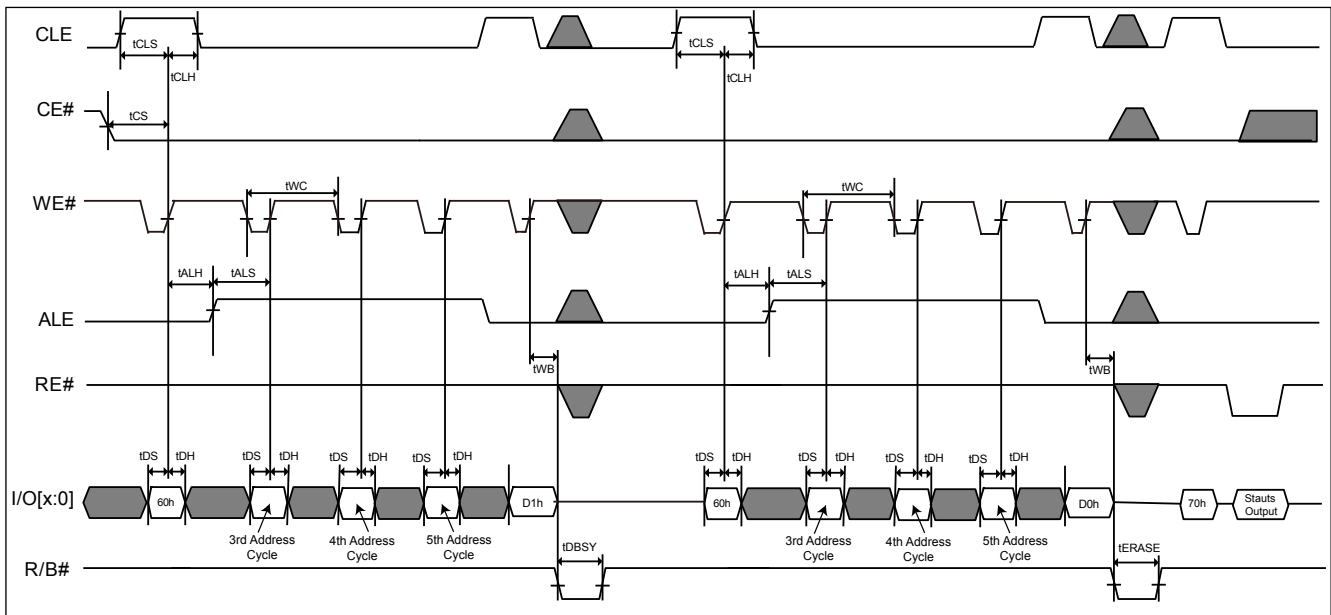 CLE
tCLS
tCLH
tCLS
tCLH
CE#
tCS
WE#
tWC
tWC
ALE
tALH
tALS
tALH
tALS
RE#
tWB
tWB
I/O[x:0]
tDS
tDH
tDS
tDH
tDS
tDH
tDS
tDH
tDS
tDH
tDS
tDH
tDS
tDH
tDS
tDH
60h
D1h
60h
D0h
70h
Stauts
Output
3rd Address
Cycle
4th Address
Cycle
5th Address
Cycle
3rd Address
Cycle
4th Address
Cycle
5th Address
Cycle
R/B#
tDBSY
tERASE